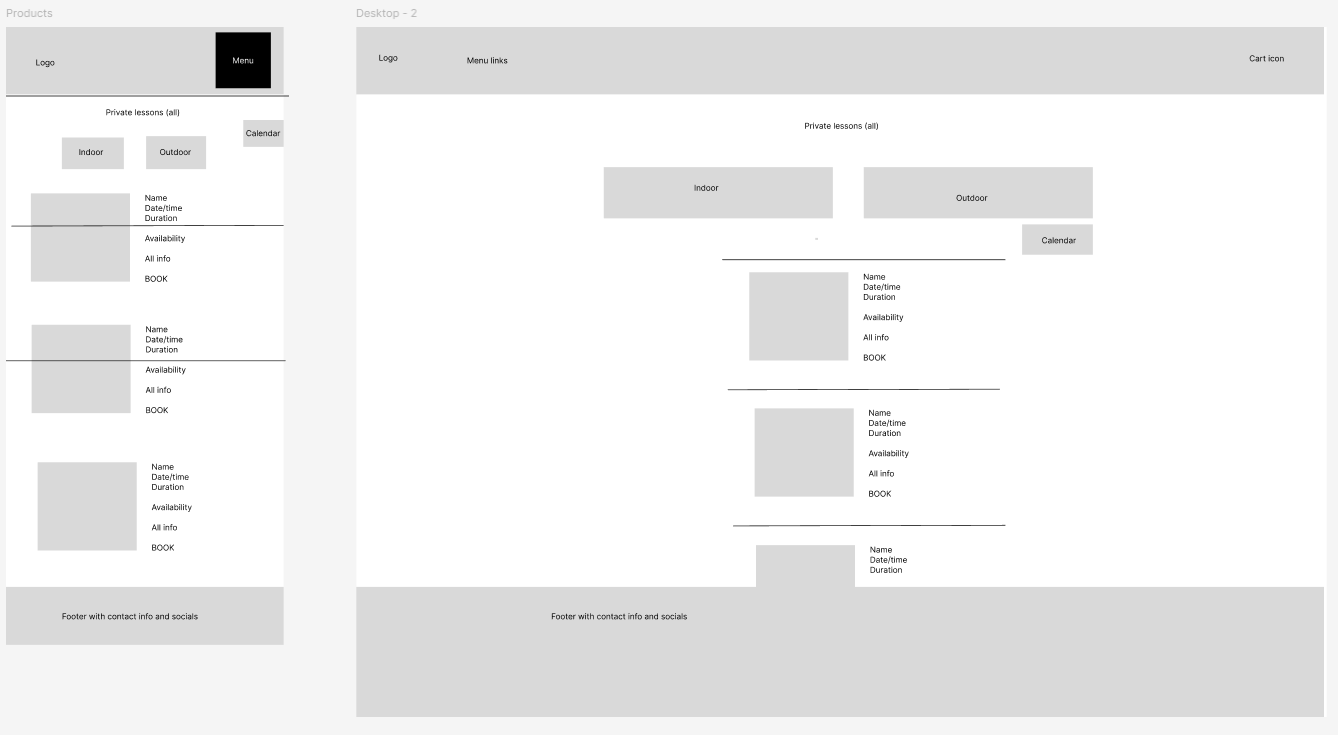 Products
Logo
Menu
Private lessons (all)
Calendar
Indoor
Outdoor
Name
Date/time
Duration
Availability
All info
BOOK
Name
Date/time
Duration
Availability
All info
BOOK
Name
Date/time
Duration
Availability
All info
BOOK
Footer with contact info and socials
Desktop - 2
Logo
Menu links
Cart icon
Private lessons (all)
Indoor
Outdoor
Calendar
Name
Date/time
Duration
Availability
All info
BOOK
Name
Date/time
Duration
Availability
All info
BOOK
Name
Date/time
Duration
Footer with contact info and socials